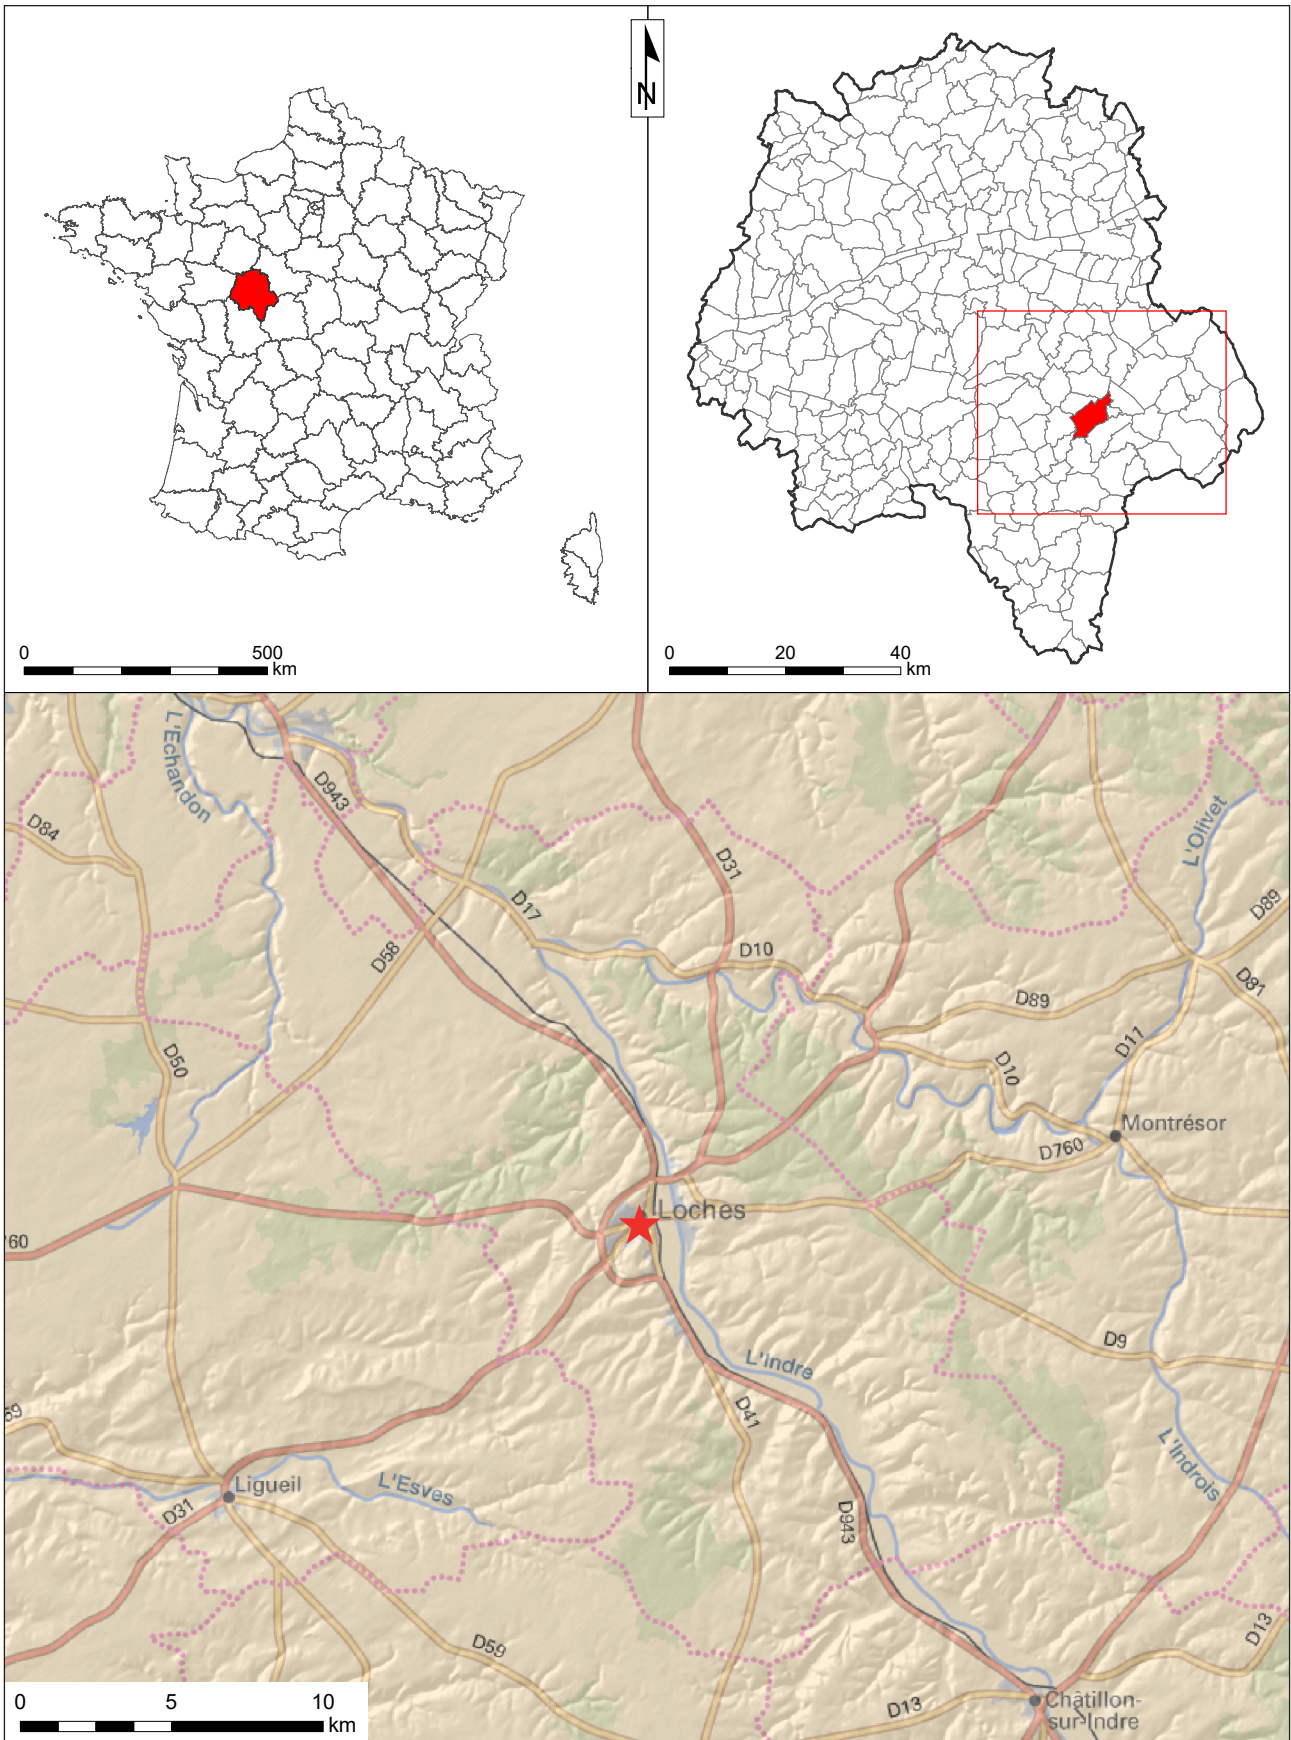 N
0 500 km
0 20 40 km
L'Echandon
D943
D84
D31
L'Olivet
D17
D89
D58
D10
D81
D89
D50
D11
D10
Montrésor
D760
Loches
'60
D9
L'Indre
D41
59
L'Indrois
Ligueil
L'Esves
D31
D943
D13
D59
0 5 10 km
D13
Châtillon-
sur-Indre